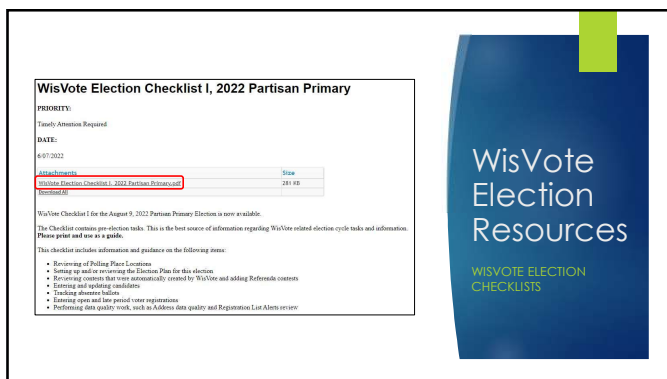 WisVote Election Checklist I, 2022 Partisan Primary
PRIORITY:
Timely Attention Required
DATE:
6/07/2022
Attachments Size
WisVote Election Checklist I, 2022 Partisan Primary.pdf 281 KB
Download All
WisVote Checklist I for the August 9, 2022 Partisan Primary Election is now available.
The Checklist contains pre-election tasks. This is the best source of information regarding WisVote related election cycle tasks and information.
Please print and use as a guide.
This checklist includes information and guidance on the following items:
• Reviewing of Polling Place Locations
• Setting up and/or reviewing the Election Plan for this election
• Reviewing contests that were automatically created by WisVote and adding Referenda contests
• Entering and updating candidates
• Tracking absentee ballots
• Entering open and late period voter registrations
• Performing data quality work, such as Address data quality and Registration List Alerts review
WisVote
Election
Resources
WISVOTE ELECTION
CHECKLISTS